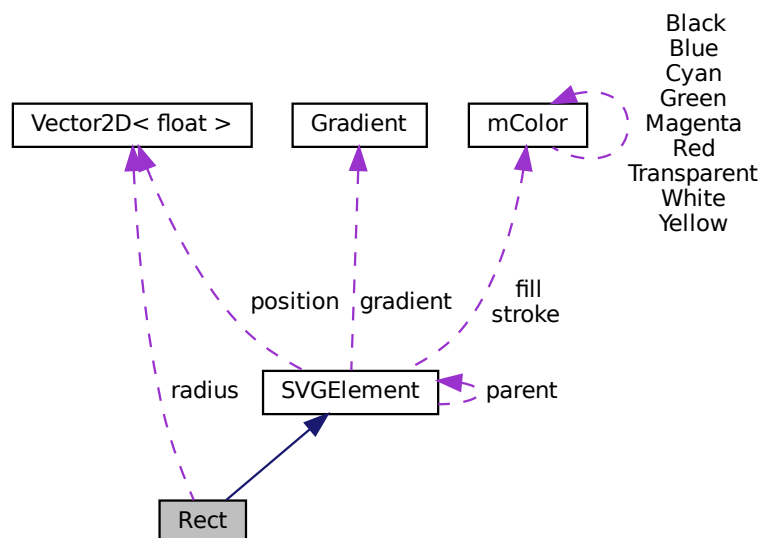 Black
Blue
Cyan
Green
Magenta
Red
Transparent
White
Yellow
Vector2D< float >
Gradient
mColor
position
gradient
fill
stroke
radius
SVGElement
parent
Rect